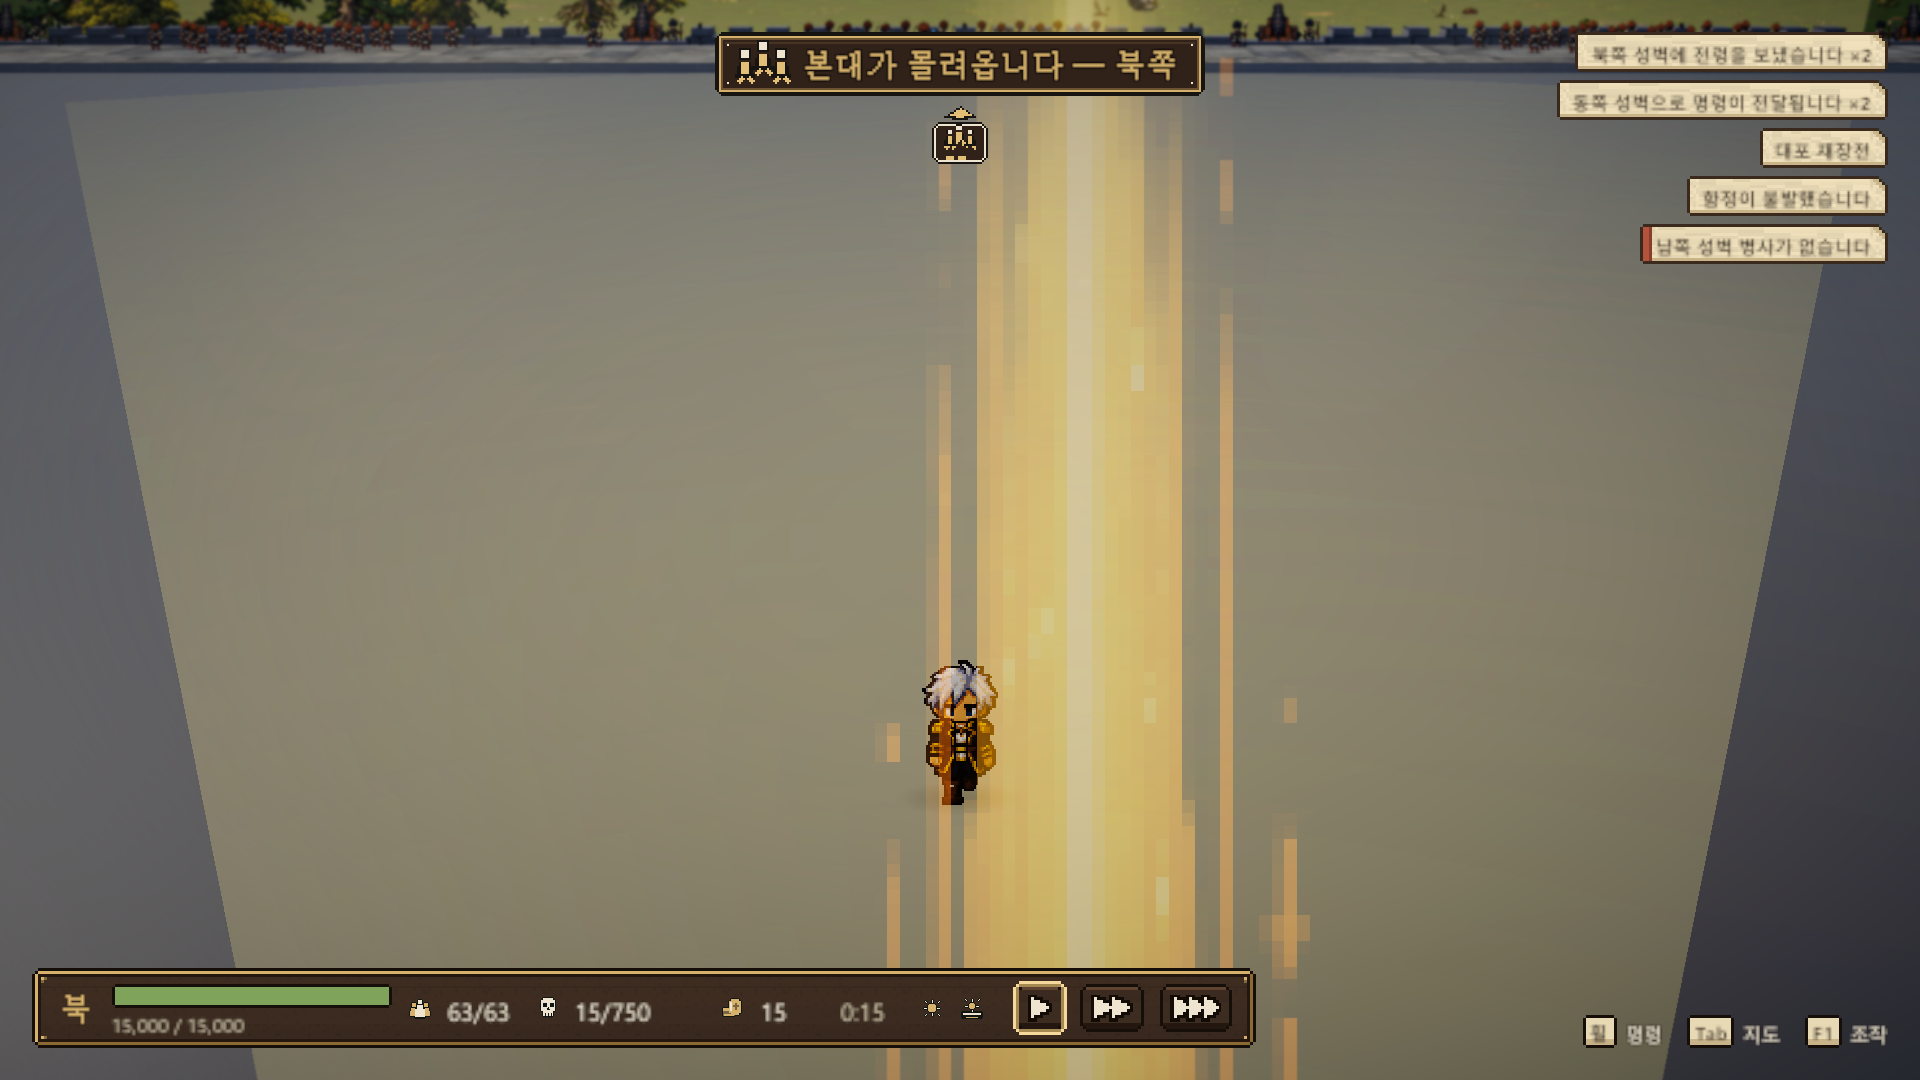 본대가 몰려옵니다 — 북쪽
북쪽 성벽에 전령을 보냈습니다 ×2
동쪽 성벽으로 명령이 전달됩니다 ×2
대포 재장전
함정이 불발했습니다
남쪽 성벽 병사가 없습니다
북
15,000 / 15,000
63/63
15/750
15
0:15
휠 명령
Tab 지도
F1 조작